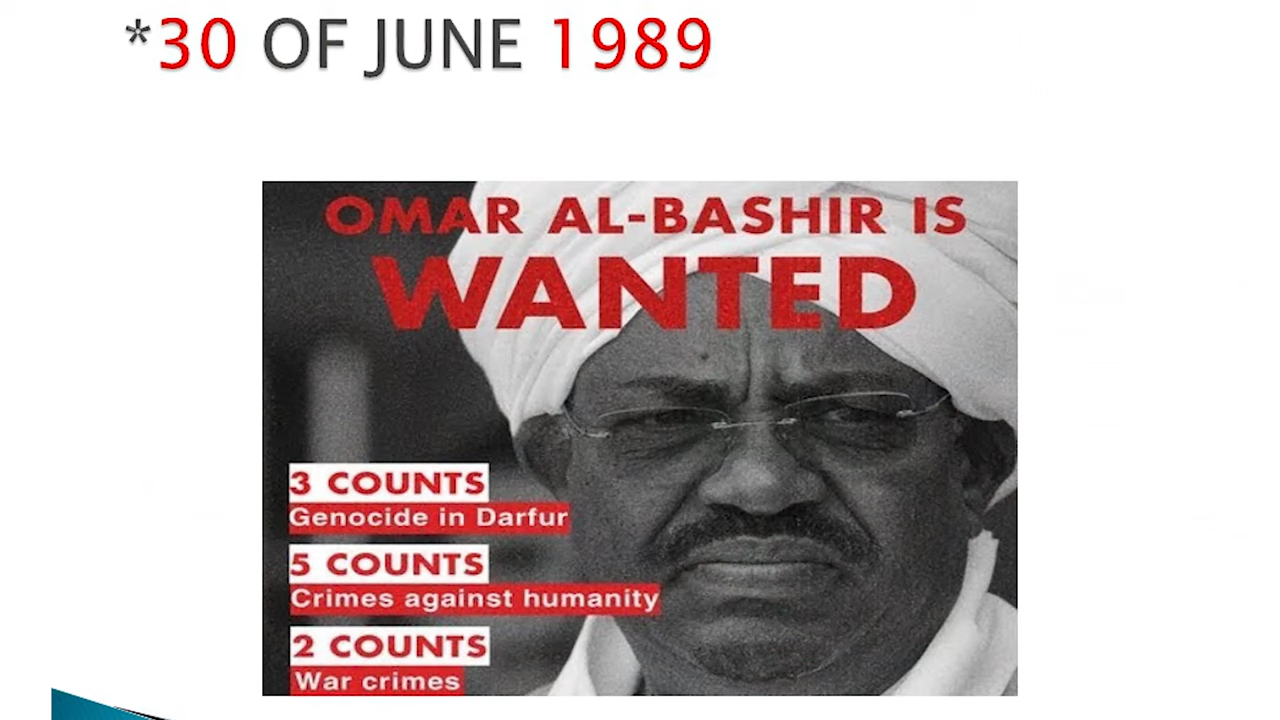 *30 OF JUNE 1989
OMAR AL-BASHIR IS
WANTED
3 COUNTS
Genocide in Darfur
5 COUNTS
Crimes against humanity
2 COUNTS
War crimes